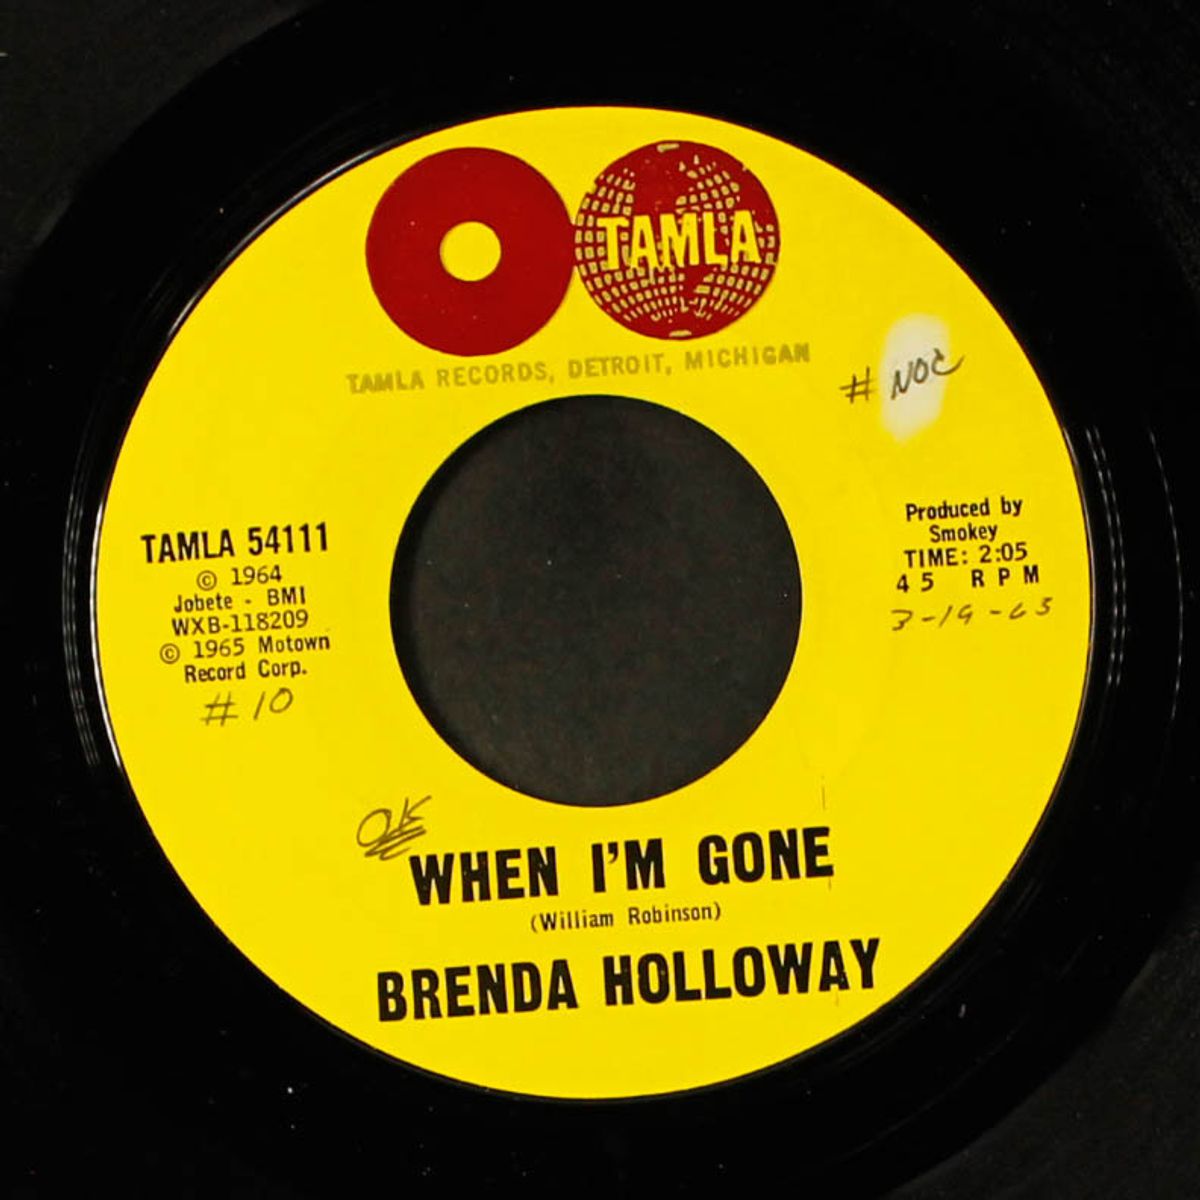 TAMLA
TAMLA RECORDS, DETROIT, MICHIGAN
# NOC
TAMLA 54111
© 1964
Jobete - BMI
WXB-118209
© 1965 Motown
Record Corp.
#10
Produced by
Smokey
TIME: 2:05
45 RPM
3-19-65
OK
WHEN I'M GONE
(William Robinson)
BRENDA HOLLOWAY